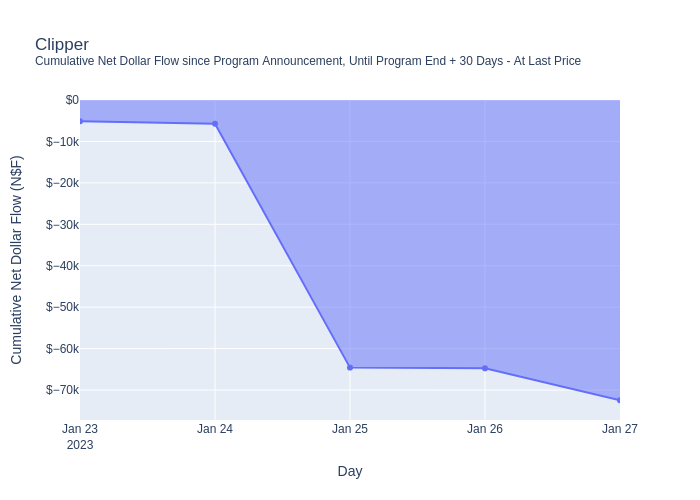 Clipper
Cumulative Net Dollar Flow since Program Announcement, Until Program End + 30 Days - At Last Price
Cumulative Net Dollar Flow (N$F)
$0
$−10k
$−20k
$−30k
$−40k
$−50k
$−60k
$−70k
Jan 23
2023
Jan 24
Jan 25
Jan 26
Jan 27
Day